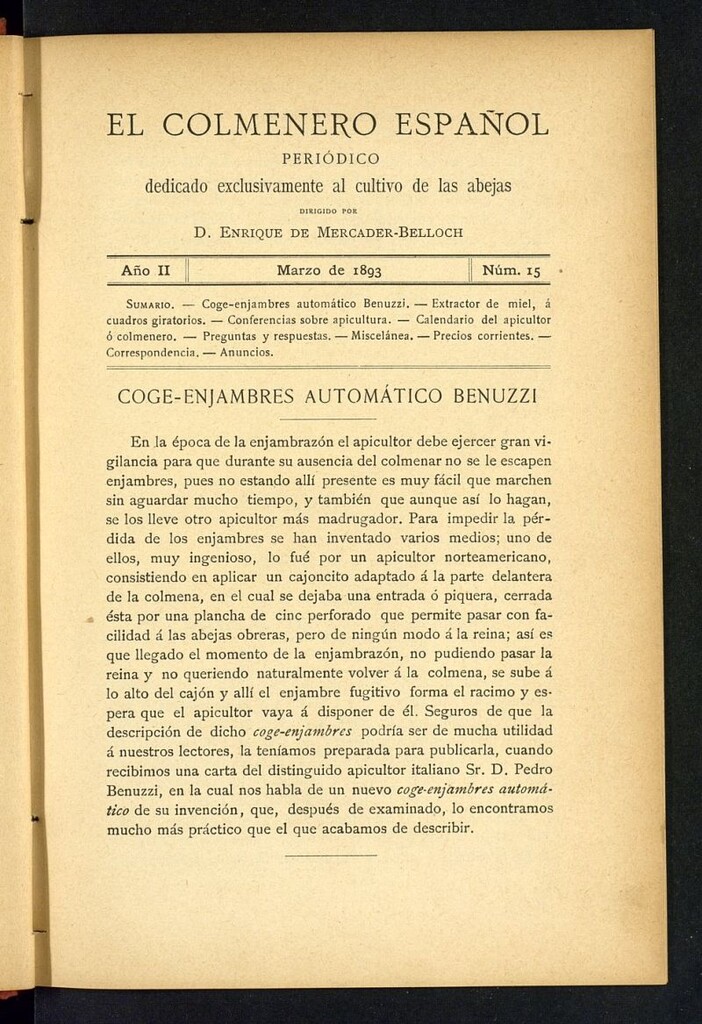 EL COLMENERO ESPAÑOL
PERIÓDICO
dedicado exclusivamente al cultivo de las abejas
DIRIGIDO POR
D. ENRIQUE DE MERCADER-BELLOCH
Año II Marzo de 1893 Núm. 15
SUMARIO. — Coge-enjambres automático Benuzzi. — Extractor de miel, á
cuadros giratorios. — Conferencias sobre apicultura. — Calendario del apicultor
ó colmenero. — Preguntas y respuestas. — Miscelánea. — Precios corrientes. —
Correspondencia. — Anuncios.
COGE-ENJAMBRES AUTOMÁTICO BENUZZI
En la época de la enjambrazón el apicultor debe ejercer gran vi-
gilancia para que durante su ausencia del colmenar no se le escapen
enjambres, pues no estando allí presente es muy fácil que marchen
sin aguardar mucho tiempo, y también que aunque así lo hagan,
se los lleve otro apicultor más madrugador. Para impedir la pér-
dida de los enjambres se han inventado varios medios; uno de
ellos, muy ingenioso, lo fué por un apicultor norteamericano,
consistiendo en aplicar un cajoncito adaptado á la parte delantera
de la colmena, en el cual se dejaba una entrada ó piquera, cerrada
ésta por una plancha de cinc perforado que permite pasar con fa-
cilidad á las abejas obreras, pero de ningún modo á la reina; así es
que llegado el momento de la enjambrazón, no pudiendo pasar la
reina y no queriendo naturalmente volver á la colmena, se sube á
lo alto del cajón y allí el enjambre fugitivo forma el racimo y es-
pera que el apicultor vaya á disponer de él. Seguros de que la
descripción de dicho coge-enjambres podría ser de mucha utilidad
á nuestros lectores, la teníamos preparada para publicarla, cuando
recibimos una carta del distinguido apicultor italiano Sr. D. Pedro
Benuzzi, en la cual nos habla de un nuevo coge-enjambres automá-
tico de su invención, que, después de examinado, lo encontramos
mucho más práctico que el que acabamos de describir.